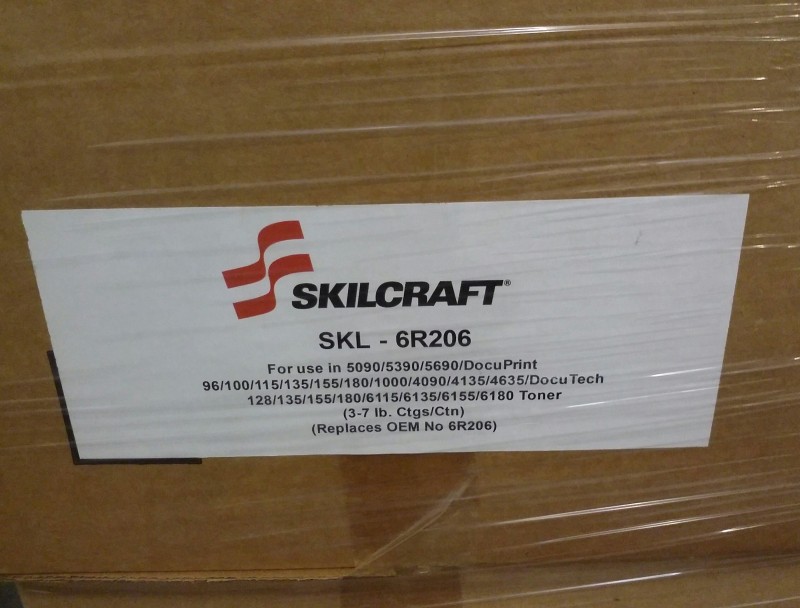 SKILCRAFT®
SKL - 6R206
For use in 5090/5390/5690/DocuPrint
96/100/115/135/155/180/1000/4090/4135/4635/DocuTech
128/135/155/180/6115/6135/6155/6180 Toner
(3-7 lb. Ctgs/Ctn)
(Replaces OEM No 6R206)